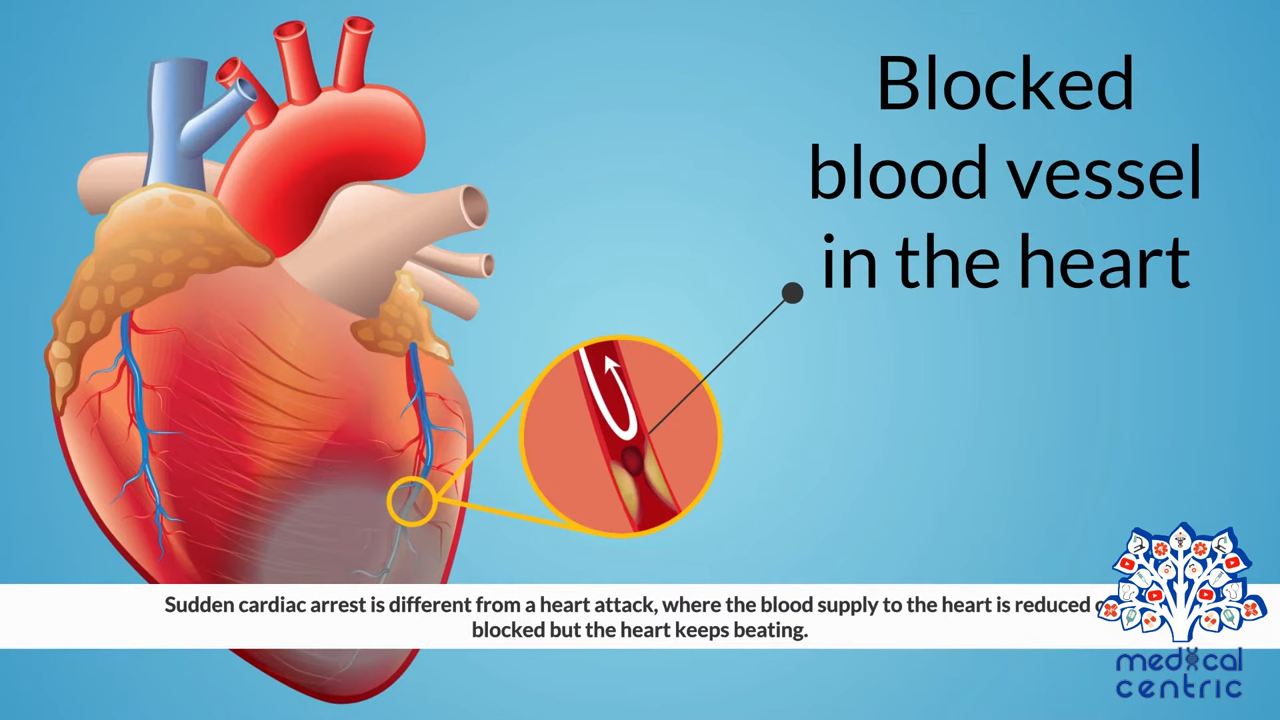 Blocked
blood vessel
in the heart
Sudden cardiac arrest is different from a heart attack, where the blood supply to the heart is reduced
blocked but the heart keeps beating.
medical
centric